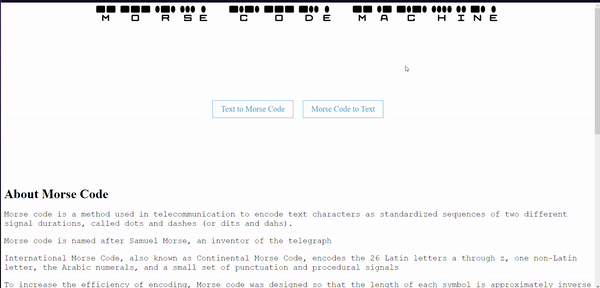 MORSE CODE MACHINE
Text to Morse Code
Morse Code to Text
About Morse Code
Morse code is a method used in telecommunication to encode text characters as standardized sequences of two different
signal durations, called dots and dashes (or dits and dahs).
Morse code is named after Samuel Morse, an inventor of the telegraph
International Morse Code, also known as Continental Morse Code, encodes the 26 Latin letters a through z, one non-Latin
letter, the Arabic numerals, and a small set of punctuation and procedural signals
To increase the efficiency of encoding, Morse code was designed so that the length of each symbol is approximately inverse